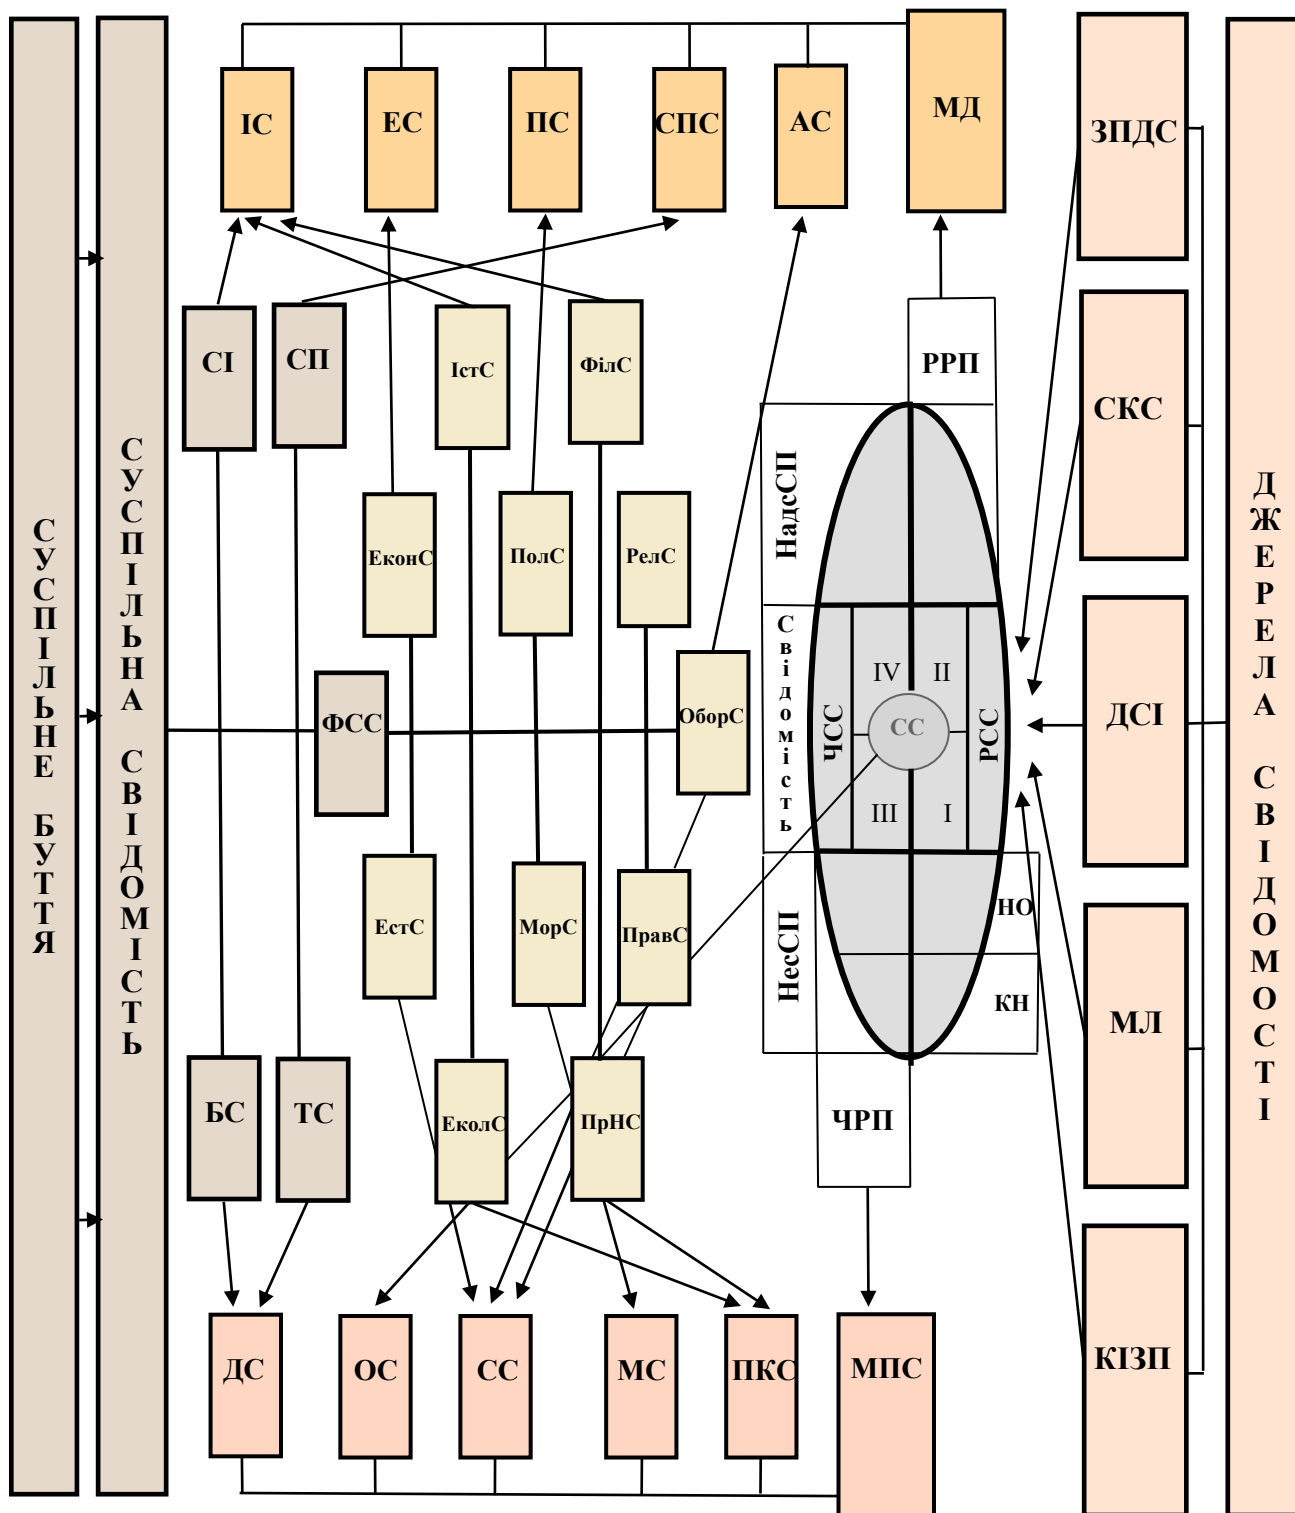 СУСПІЛЬНЕ БУТТЯ
СУСПІЛЬНА СВІДОМІСТЬ
ІС
ЕС
ПС
СПС
АС
МД
ЗПДС
СІ
СП
ІстС
ФілС
РРП
СКС
НадсСП
ЕконС
ПолС
РелС
ДЖЕРЕЛА СВІДОМОСТІ
Свідомість
ФСС
ОборС
ЧСС
IV
II
СС
РСС
III
I
ДСІ
ЕстС
МорС
ПравС
НесСП
НО
КН
МЛ
БС
ТС
ЕколС
ПрНС
ЧРП
ДС
ОС
СС
МС
ПКС
МПС
КІЗП